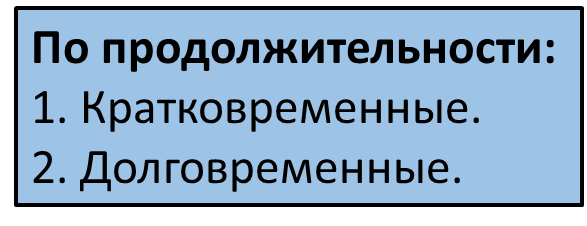 По продолжительности:
1. Кратковременные.
2. Долговременные.